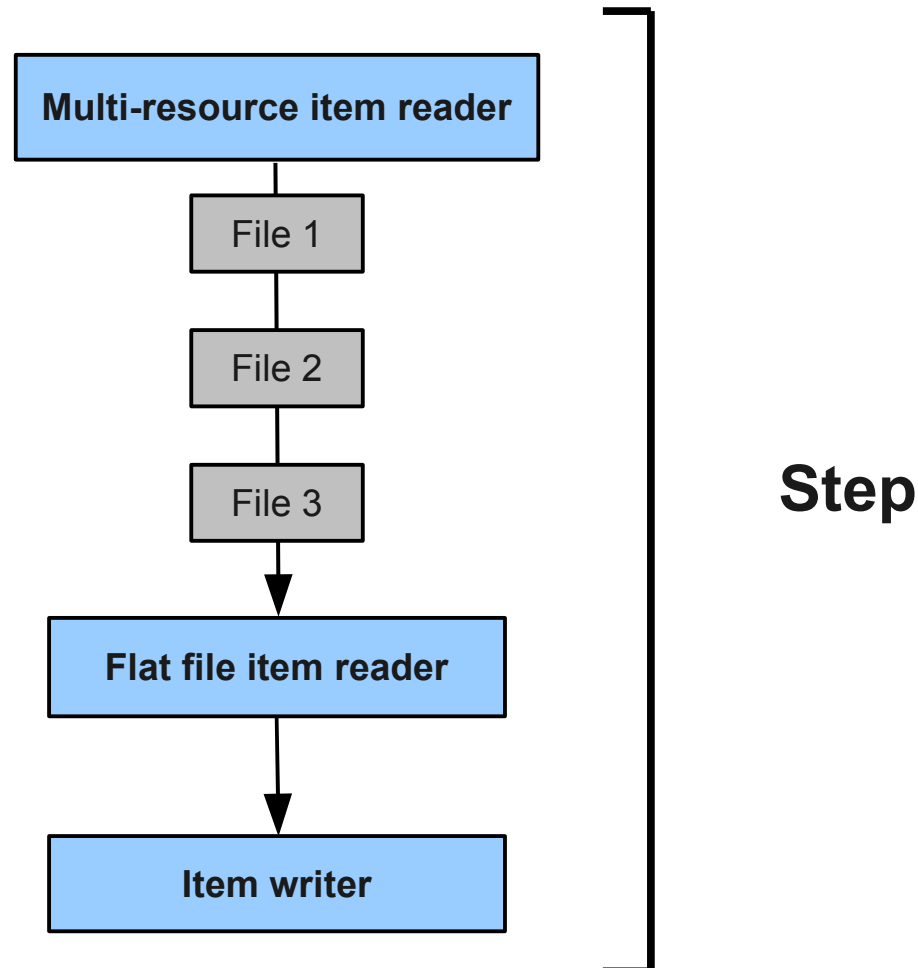 Multi-resource item reader
File 1
File 2
File 3
Step
Flat file item reader
Item writer